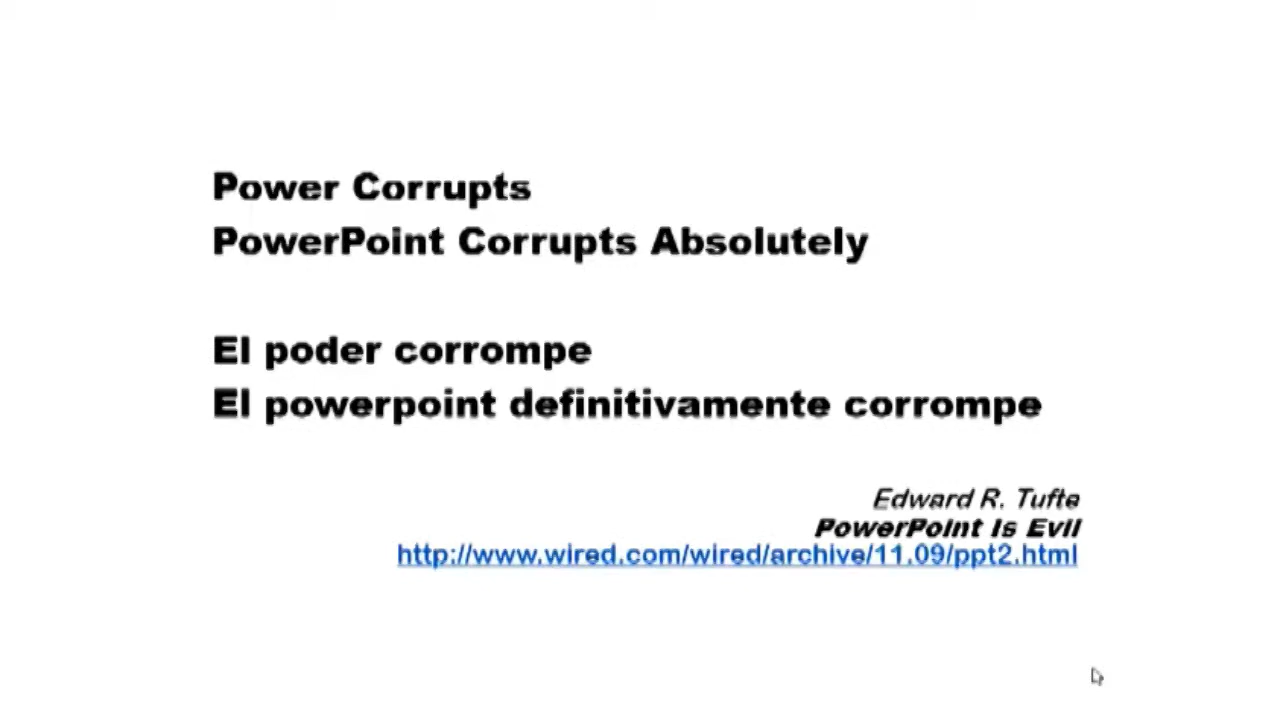 Power Corrupts
PowerPoint Corrupts Absolutely
El poder corrompe
El powerpoint definitivamente corrompe
Edward R. Tufte
PowerPoint Is Evil
http://www.wired.com/wired/archive/11.09/ppt2.html